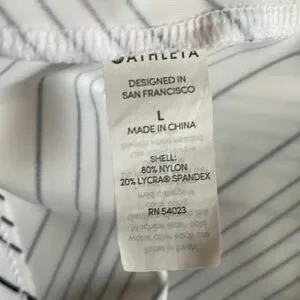 ATHLETA
DESIGNED IN
SAN FRANCISCO
L
MADE IN CHINA
SHELL:
80% NYLON
20% LYCRA® SPANDEX
RN 54023